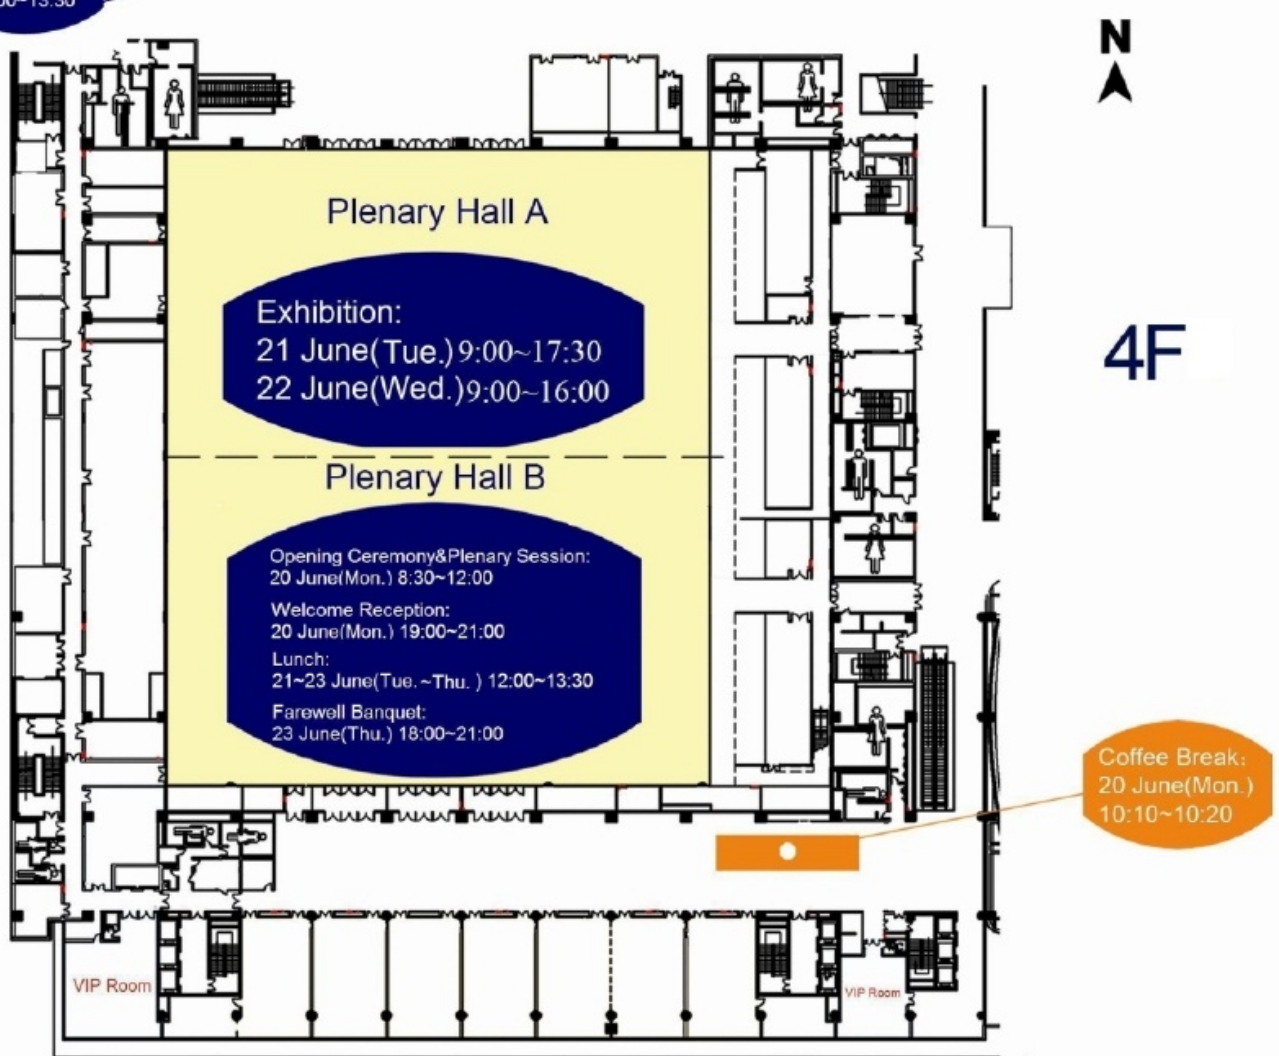 N
4F
Plenary Hall A
Exhibition:
21 June(Tue.)9:00~17:30
22 June(Wed.)9:00~16:00
Plenary Hall B
Opening Ceremony&Plenary Session:
20 June(Mon.) 8:30~12:00
Welcome Reception:
20 June(Mon.) 19:00~21:00
Lunch:
21~23 June(Tue.~Thu.) 12:00~13:30
Farewell Banquet:
23 June(Thu.) 18:00~21:00
Coffee Break:
20 June(Mon.)
10:10~10:20
VIP Room
VIP Room